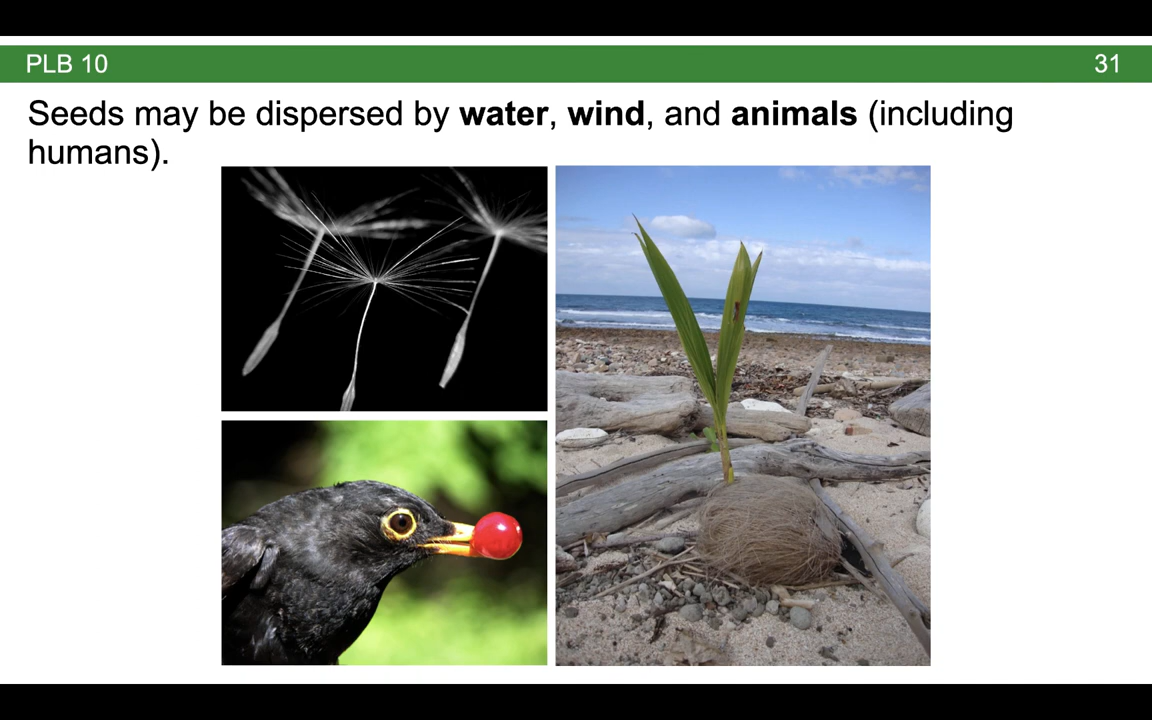 PLB 10
31
Seeds may be dispersed by water, wind, and animals (including
humans).